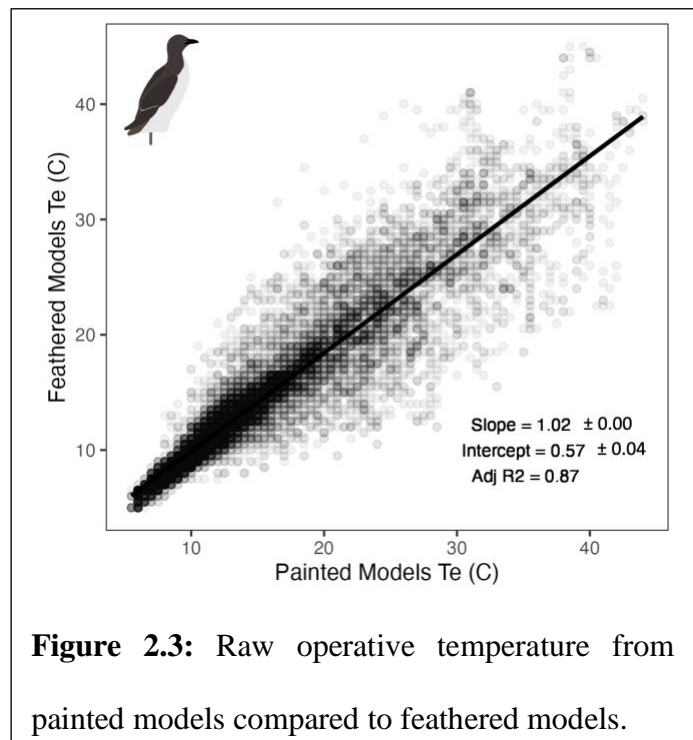 40
30
20
10
Feathered Models Te (C)
Slope = 1.02 ± 0.00
Intercept = 0.57 ± 0.04
Adj R2 = 0.87
10 20 30 40
Painted Models Te (C)
Figure 2.3: Raw operative temperature from
painted models compared to feathered models.